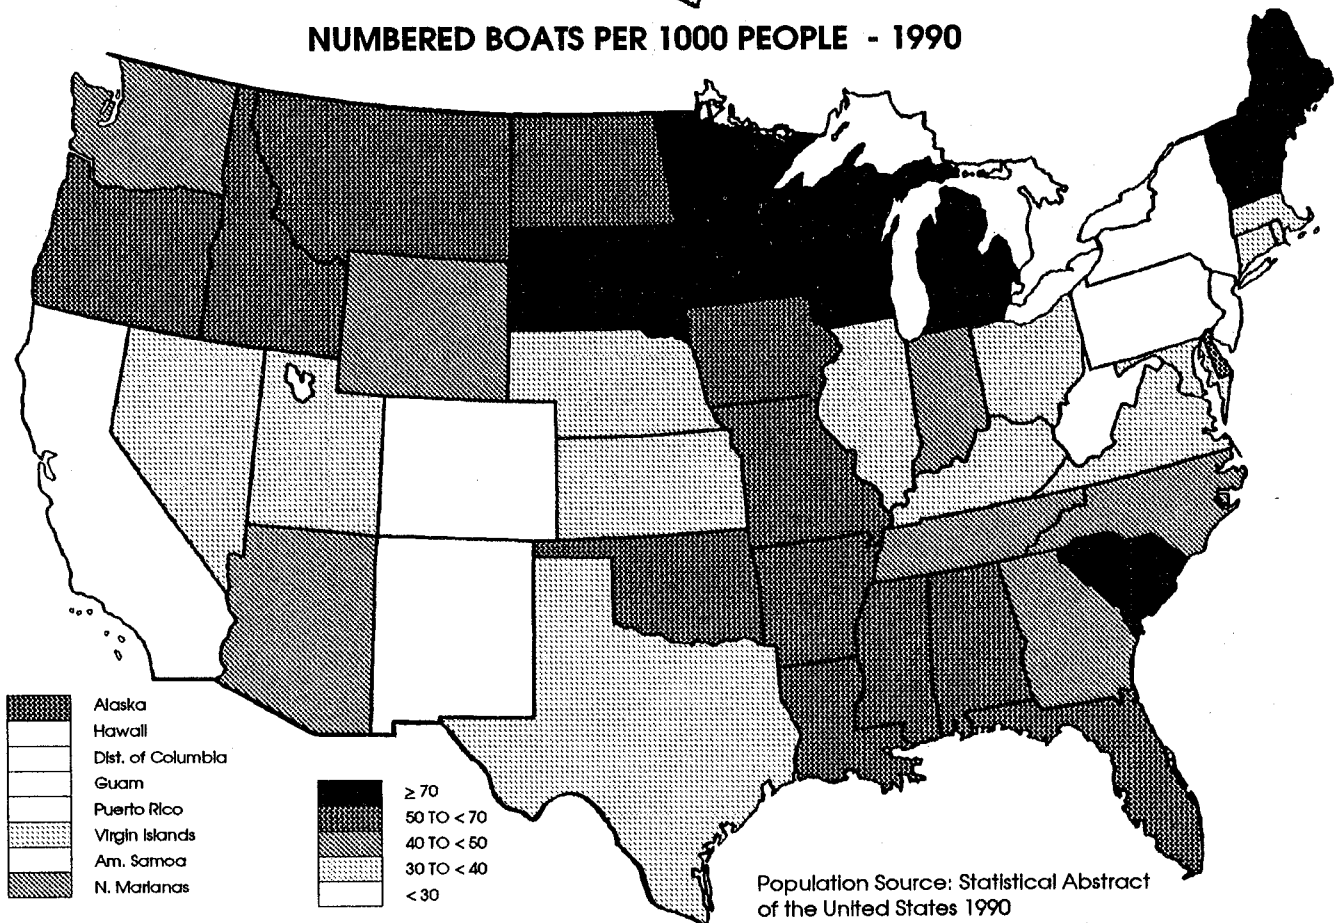 NUMBERED BOATS PER 1000 PEOPLE - 1990
Alaska
Hawaii
Dist. of Columbia
Guam
Puerto Rico
Virgin Islands
Am. Samoa
N. Marianas
≥ 70
50 TO < 70
40 TO < 50
30 TO < 40
< 30
Population Source: Statistical Abstract
of the United States 1990